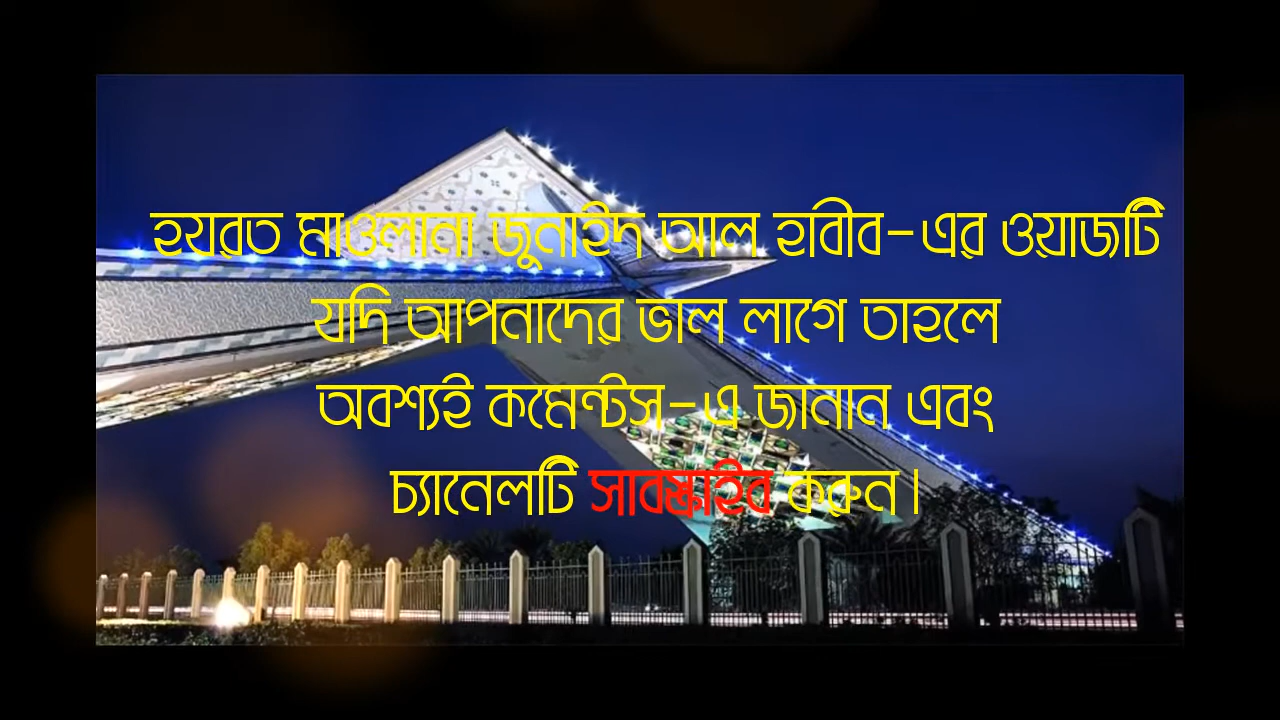 হযরত মাওলানা জুনাইদ আল হাবীব-এর ওয়াজটি
যদি আপনাদের ভাল লাগে তাহলে
অবশ্যই কমেন্টস-এ জানান এবং
চ্যানেলটি সাবস্ক্রাইব করুন।